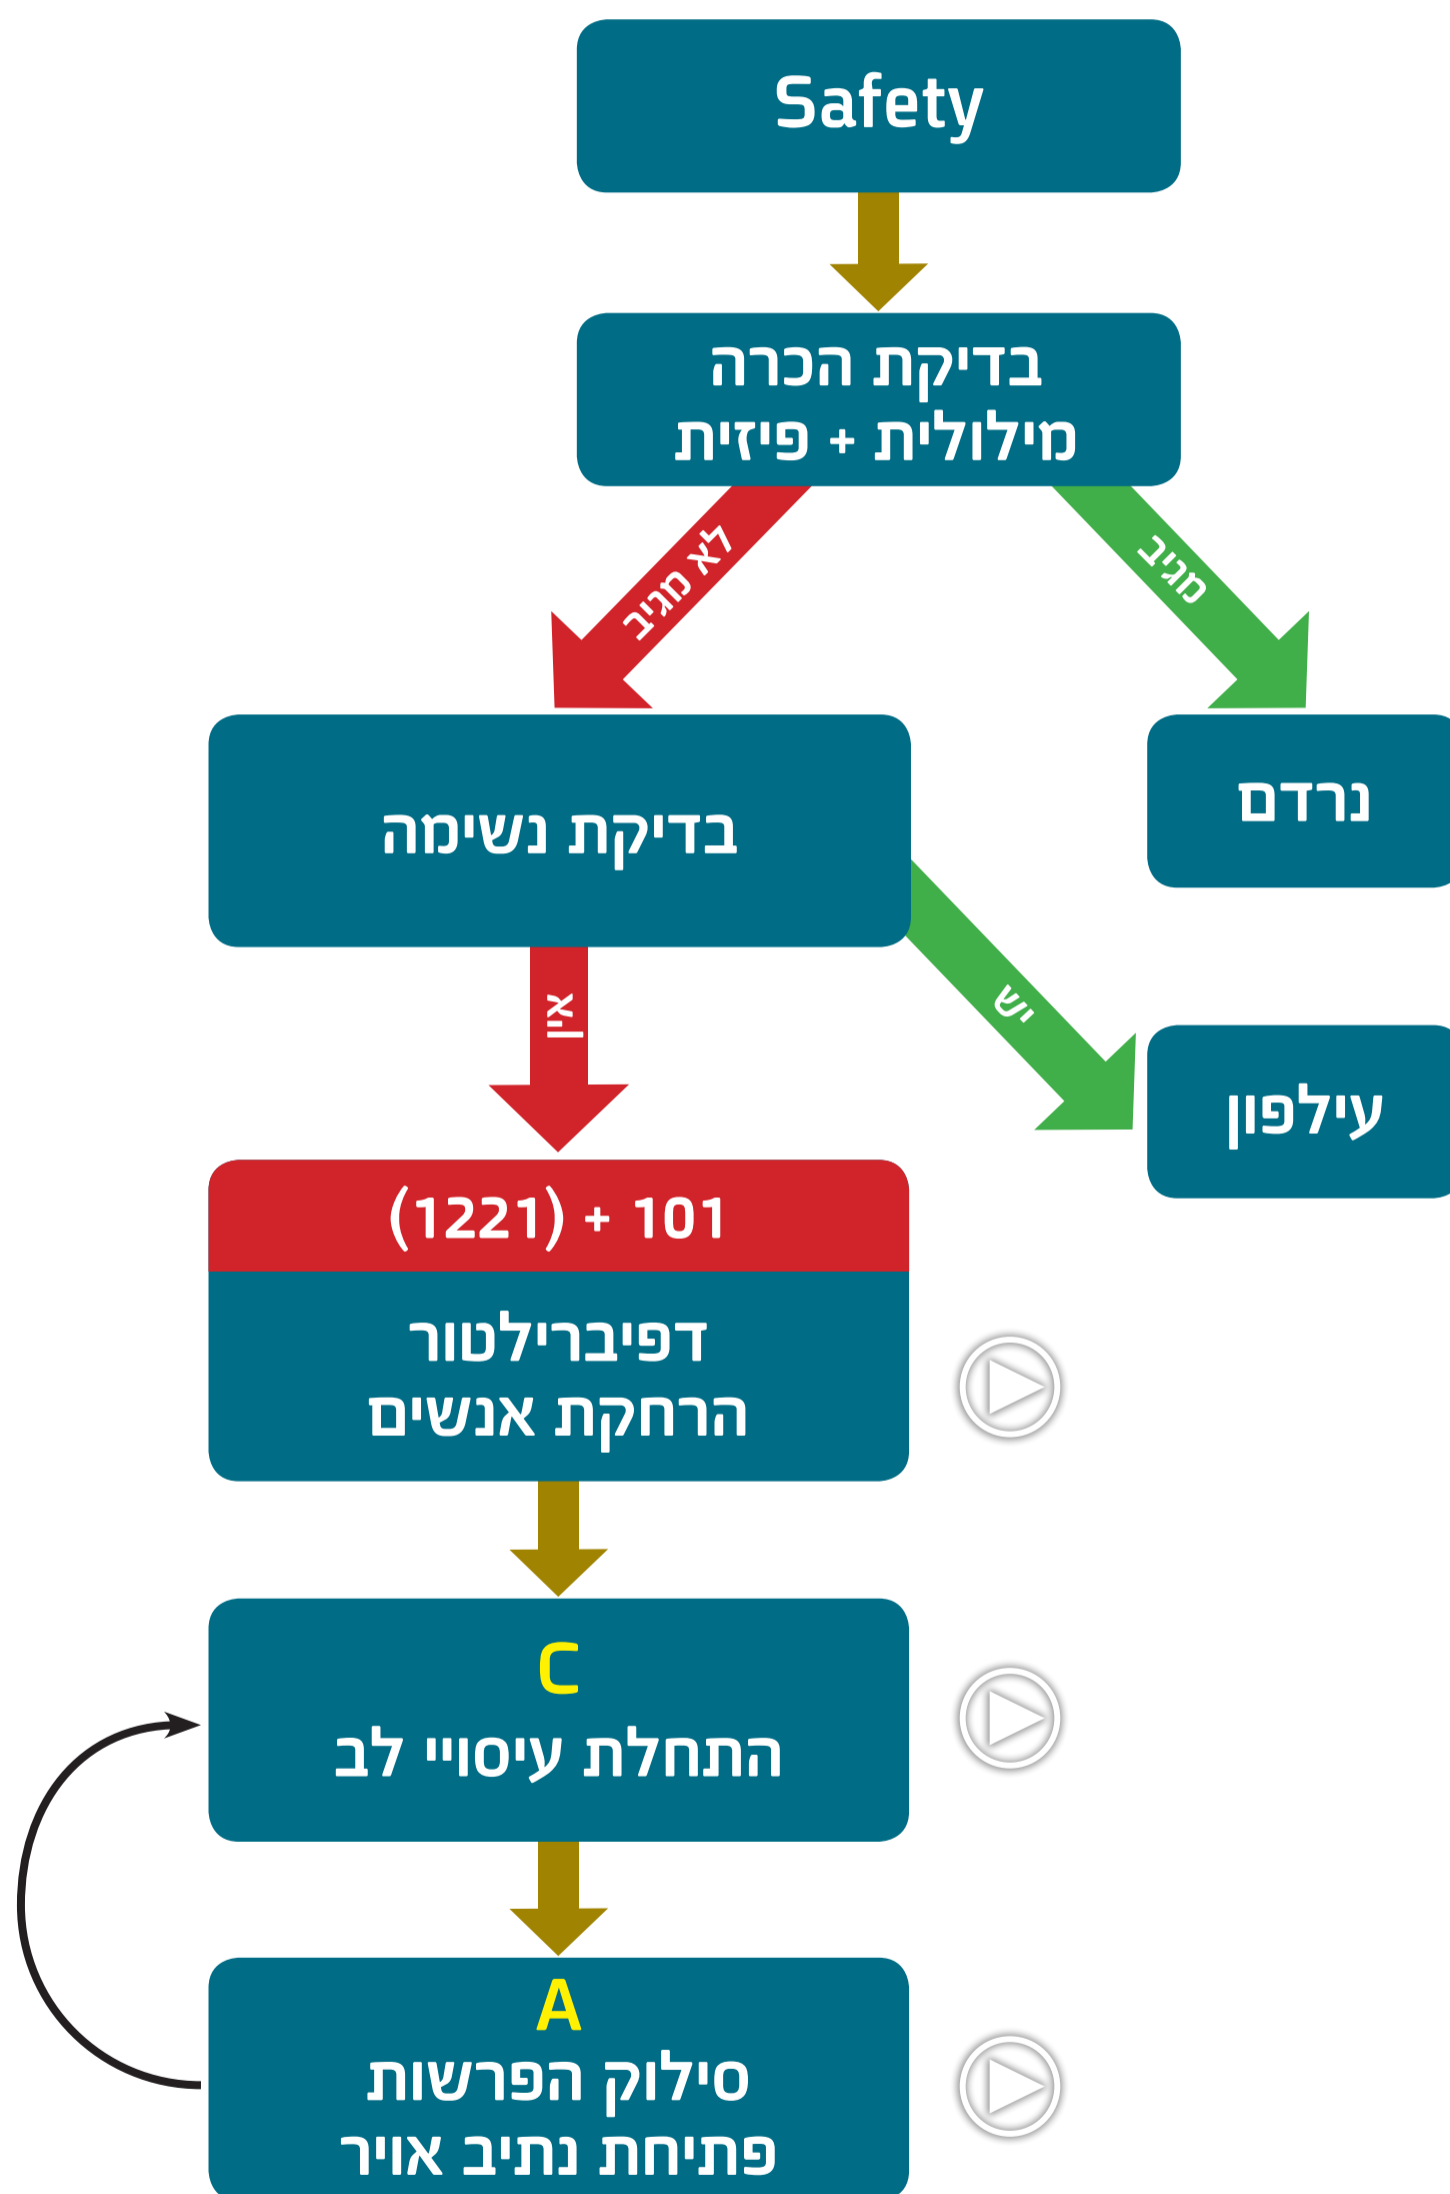 Safety
בדיקת הכרה
מילולית + פיזית
מגיב
לא מגיב
נרדם
בדיקת נשימה
יש
אין
עילפון
101 + (1221)
דפיברילטור
הרחקת אנשים
C
התחלת עיסויי לב
A
סילוק הפרשות
פתיחת נתיב אויר